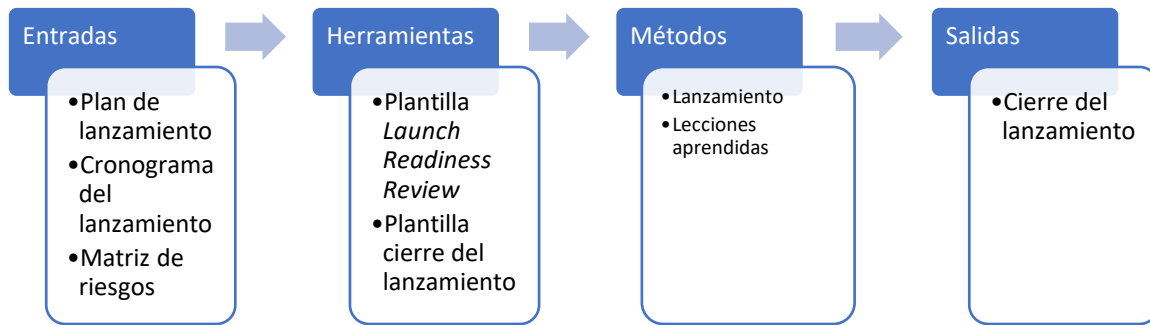 Entradas
•Plan de
lanzamiento
•Cronograma
del
lanzamiento
•Matriz de
riesgos
Herramientas
•Plantilla
Launch
Readiness
Review
•Plantilla
cierre del
lanzamiento
Métodos
•Lanzamiento
•Lecciones
aprendidas
Salidas
•Cierre del
lanzamiento